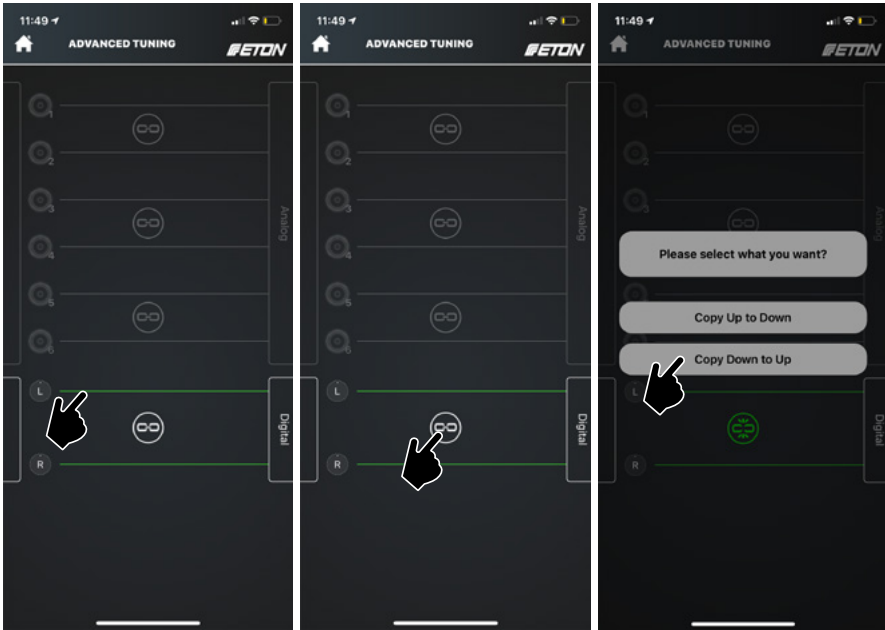 11:49
ADVANCED TUNING
ETON
1
2
3
4
5
6
Analog
L
R
Digital
11:49
ADVANCED TUNING
ETON
1
2
3
4
5
6
Analog
L
R
Digital
11:49
ADVANCED TUNING
ETON
1
2
3
Analog
Please select what you want?
Copy Up to Down
Copy Down to Up
L
R
Digital